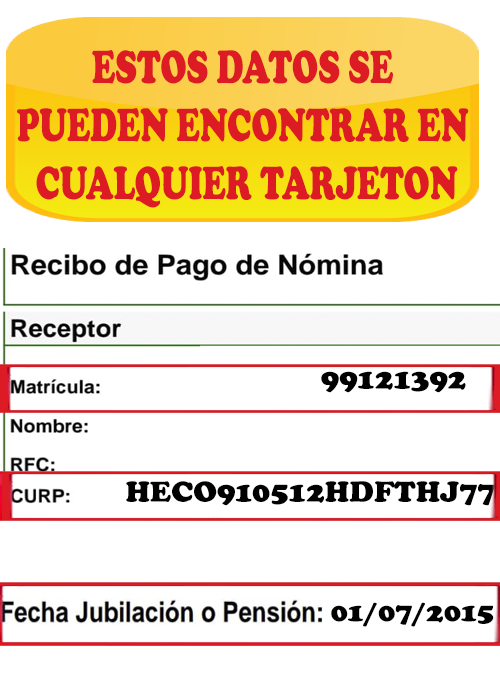 ESTOS DATOS SE
PUEDEN ENCONTRAR EN
CUALQUIER TARJETON
Recibo de Pago de Nómina
Receptor
Matrícula: 99121392
Nombre:
RFC:
CURP: HECO910512HDFTHJ77
Fecha Jubilación o Pensión: 01/07/2015